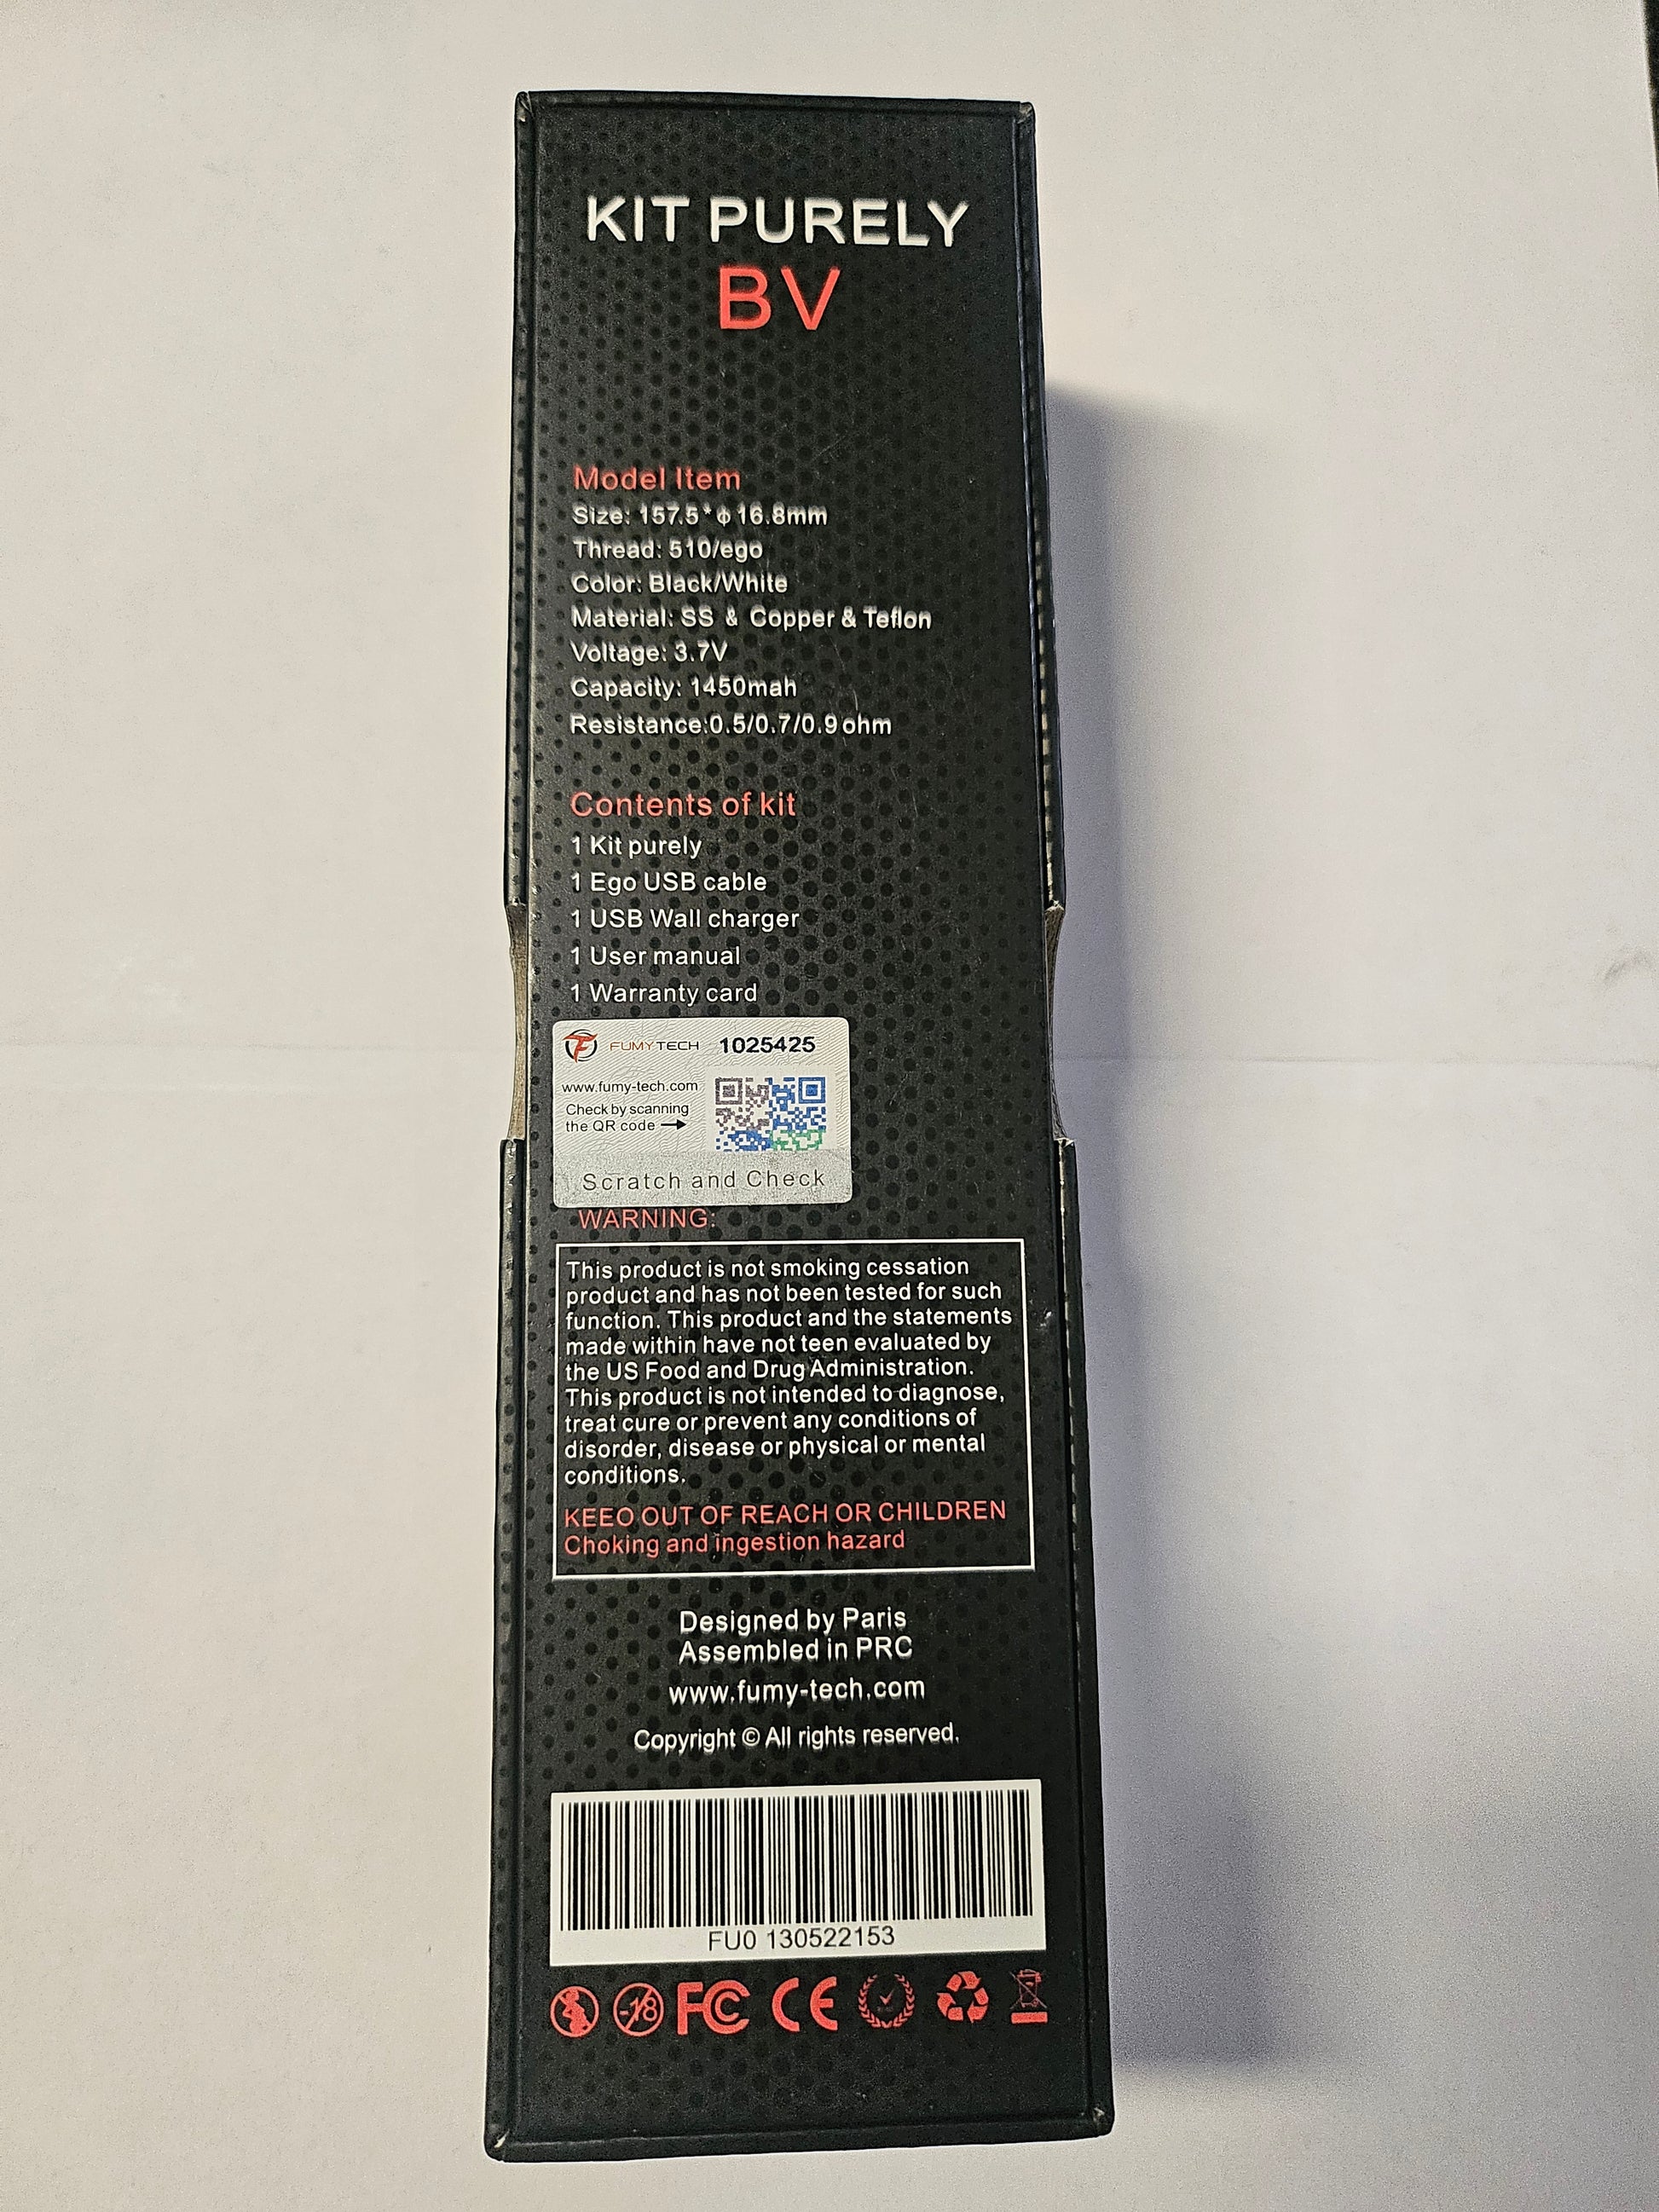 KIT PURELY
BV
Model Item
Size: 157.5*ϕ16.8mm
Thread: 510/ego
Color: Black/White
Material: SS & Copper & Teflon
Voltage: 3.7V
Capacity: 1450mah
Resistance:0.5/0.7/0.9 ohm
Contents of kit
1 Kit purely
1 Ego USB cable
1 USB Wall charger
1 User manual
1 Warranty card
FUMYTECH 1025425
www.fumy-tech.com
Check by scanning
the QR code →
Scratch and Check
WARNING:
This product is not smoking cessation
product and has not been tested for such
function. This product and the statements
made within have not teen evaluated by
the US Food and Drug Administration.
This product is not intended to diagnose,
treat cure or prevent any conditions of
disorder, disease or physical or mental
conditions.
KEEO OUT OF REACH OR CHILDREN
Choking and ingestion hazard
Designed by Paris
Assembled in PRC
www.fumy-tech.com
Copyright © All rights reserved.
FU0 130522153
-18 FC CE